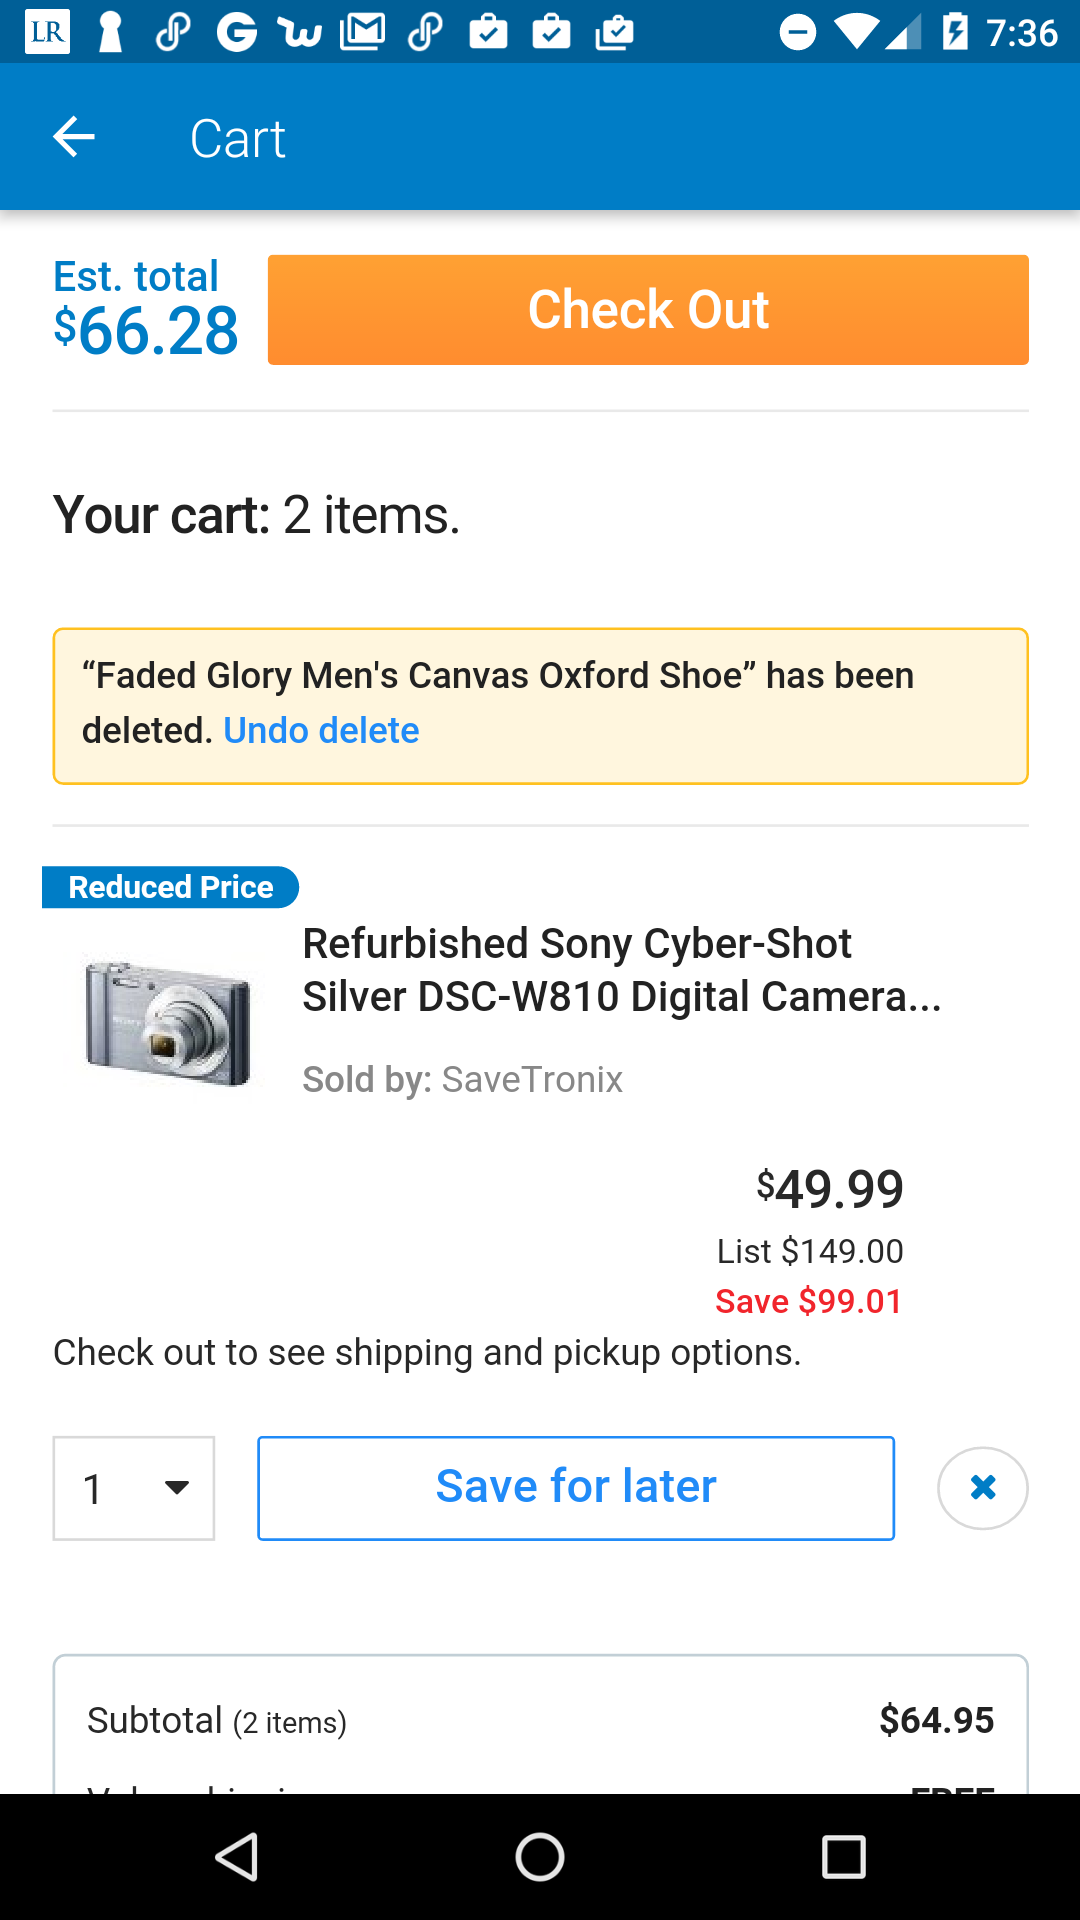 LR 7:36
Cart
Est. total
$66.28
Check Out
Your cart: 2 items.
“Faded Glory Men's Canvas Oxford Shoe” has been
deleted. Undo delete
Reduced Price
Refurbished Sony Cyber-Shot
Silver DSC-W810 Digital Camera...
Sold by: SaveTronix
$49.99
List $149.00
Save $99.01
Check out to see shipping and pickup options.
1
Save for later
Subtotal (2 items) $64.95
FREE